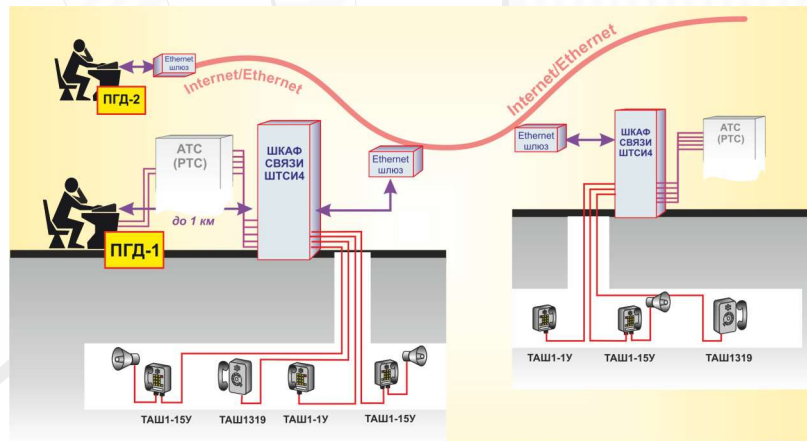 Ethernet
шлюз
ПГД-2
Internet/Ethernet
Internet/Ethernet
АТС
(РТС)
ШКАФ
СВЯЗИ
ШТСИ4
Ethernet
шлюз
Ethernet
шлюз
ШКАФ
СВЯЗИ
ШТСИ4
АТС
(РТС)
до 1 км
ПГД-1
ТАШ1-15У
ТАШ1319
ТАШ1-1У
ТАШ1-15У
ТАШ1-1У
ТАШ1-15У
ТАШ1319